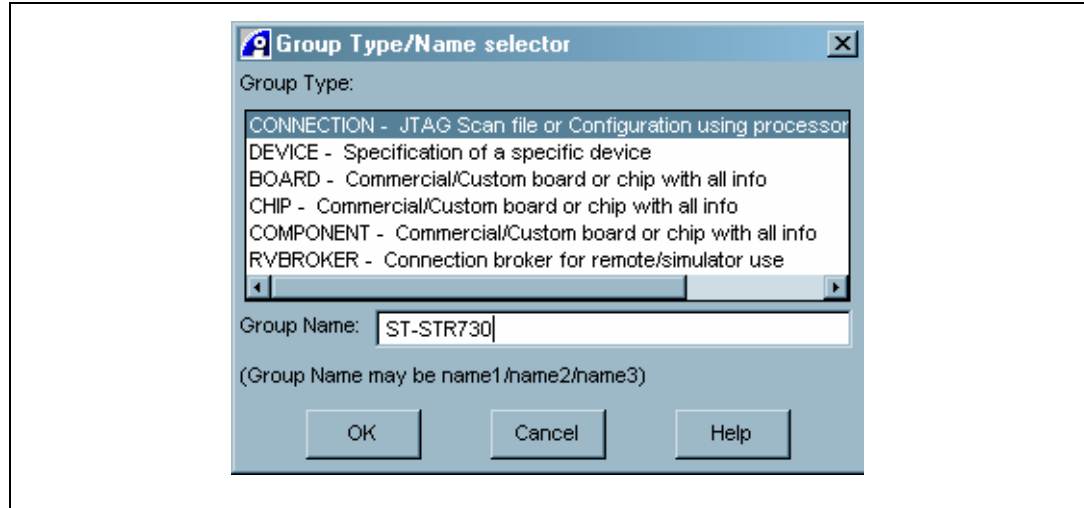 Group Type/Name selector
Group Type:
CONNECTION - JTAG Scan file or Configuration using processor
DEVICE - Specification of a specific device
BOARD - Commercial/Custom board or chip with all info
CHIP - Commercial/Custom board or chip with all info
COMPONENT - Commercial/Custom board or chip with all info
RVBROKER - Connection broker for remote/simulator use
Group Name: ST-STR730
(Group Name may be name1/name2/name3)
OK Cancel Help